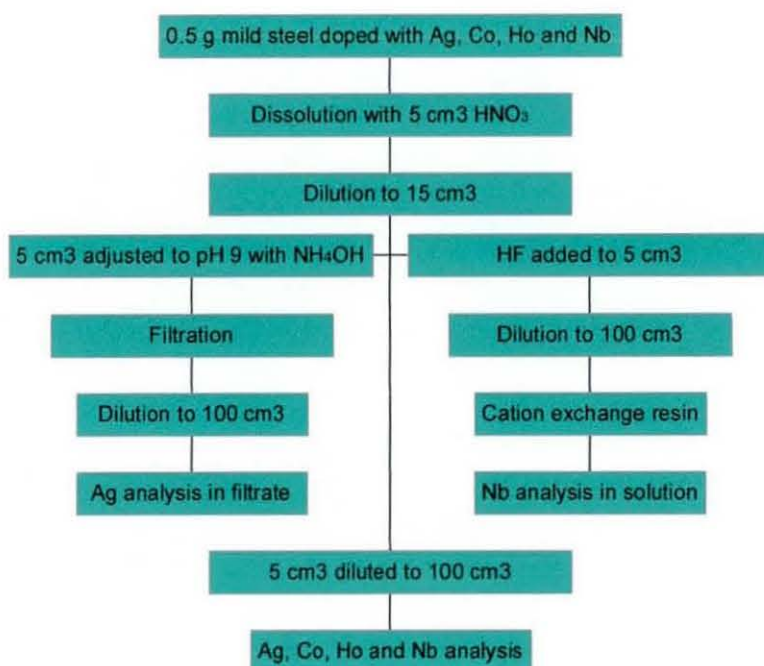 0.5 g mild steel doped with Ag, Co, Ho and Nb
Dissolution with 5 cm3 HNO₃
Dilution to 15 cm3
5 cm3 adjusted to pH 9 with NH₄OH
HF added to 5 cm3
Filtration
Dilution to 100 cm3
Dilution to 100 cm3
Cation exchange resin
Ag analysis in filtrate
Nb analysis in solution
5 cm3 diluted to 100 cm3
Ag, Co, Ho and Nb analysis